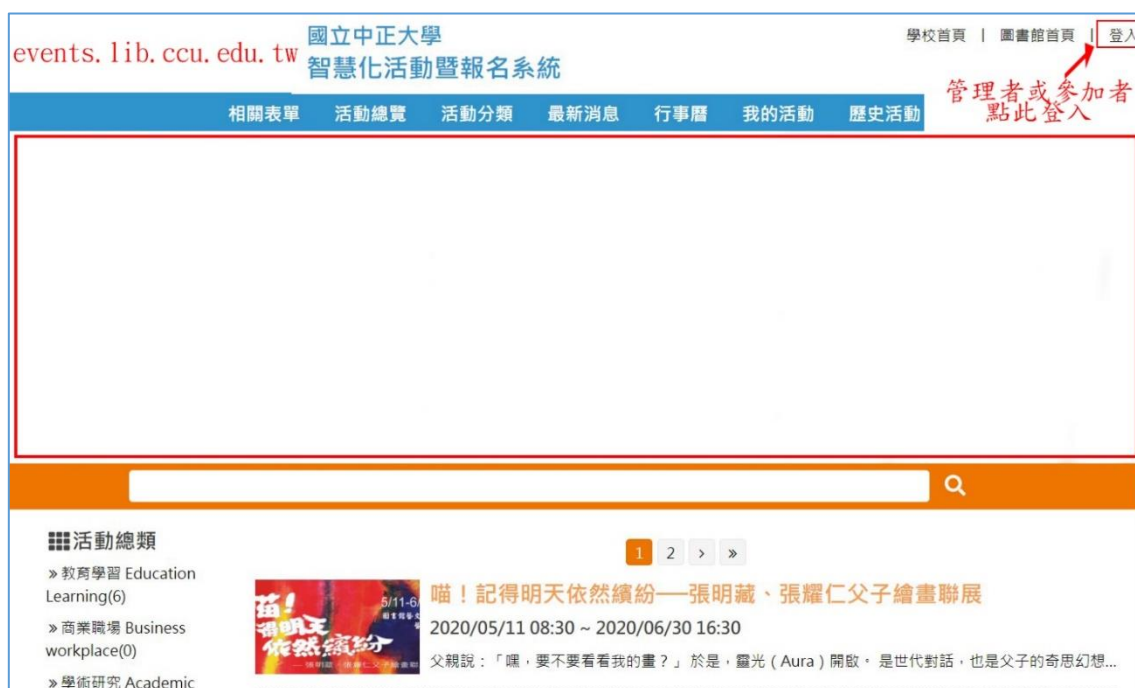 events.lib.ccu.edu.tw
國立中正大學
智慧化活動暨報名系統
學校首頁 | 圖書館首頁 | 登入
管理者或參加者
點此登入
相關表單 活動總覽 活動分類 最新消息 行事曆 我的活動 歷史活動
活動總類
» 教育學習 Education
Learning(6)
» 商業職場 Business
workplace(0)
» 學術研究 Academic
1 2 › »
喵！記得明天依然繽紛──張明藏、張耀仁父子繪畫聯展
2020/05/11 08:30 ~ 2020/06/30 16:30
父親說：「嘿，要不要看看我的畫？」於是，靈光（Aura）開啟。 是世代對話，也是父子的奇思幻想...